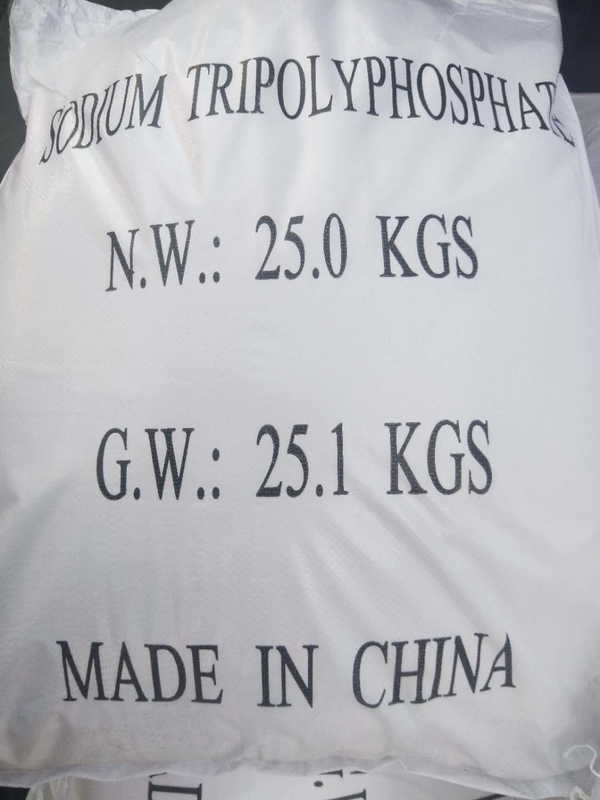 SODIUM TRIPOLYPHOSPHATE
N.W.: 25.0 KGS
G.W.: 25.1 KGS
MADE IN CHINA